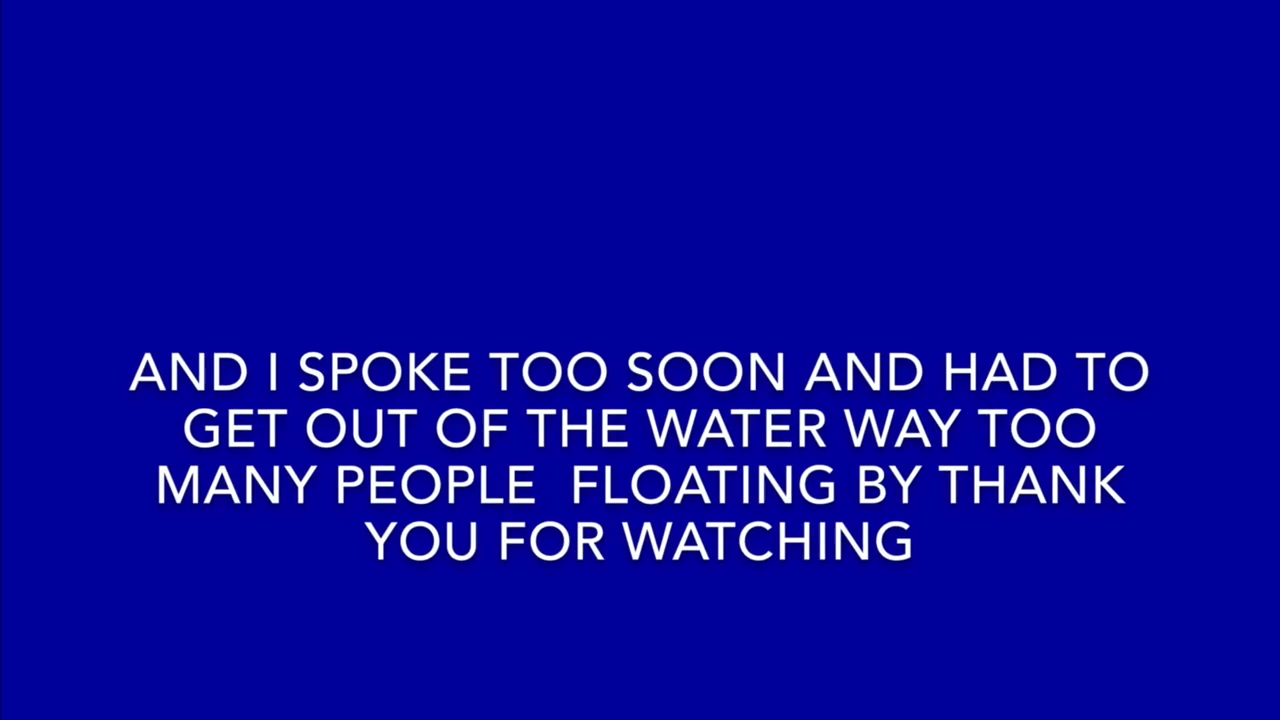 AND I SPOKE TOO SOON AND HAD TO
GET OUT OF THE WATER WAY TOO
MANY PEOPLE  FLOATING BY THANK
YOU FOR WATCHING